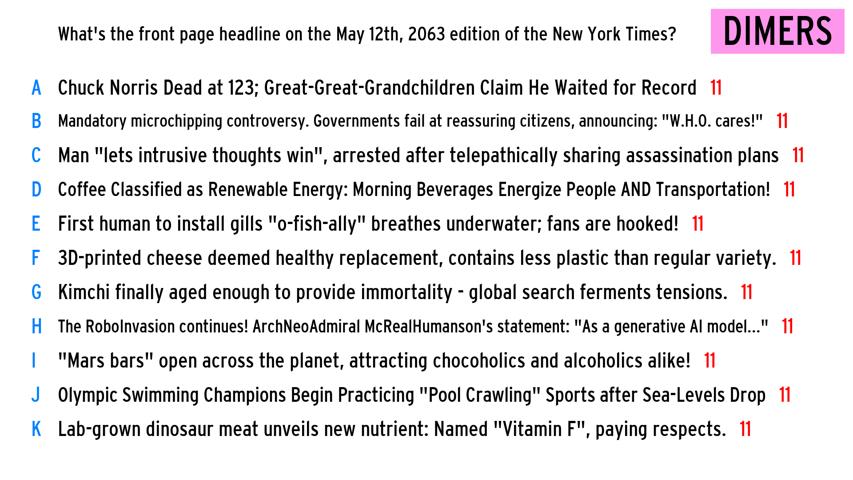 What's the front page headline on the May 12th, 2063 edition of the New York Times?
DIMERS
A Chuck Norris Dead at 123; Great-Great-Grandchildren Claim He Waited for Record 11
B Mandatory microchipping controversy. Governments fail at reassuring citizens, announcing: "W.H.O. cares!" 11
C Man "lets intrusive thoughts win", arrested after telepathically sharing assassination plans 11
D Coffee Classified as Renewable Energy: Morning Beverages Energize People AND Transportation! 11
E First human to install gills "o-fish-ally" breathes underwater; fans are hooked! 11
F 3D-printed cheese deemed healthy replacement, contains less plastic than regular variety. 11
G Kimchi finally aged enough to provide immortality - global search ferments tensions. 11
H The RoboInvasion continues! ArchNeoAdmiral McRealHumanson's statement: "As a generative AI model..." 11
I "Mars bars" open across the planet, attracting chocoholics and alcoholics alike! 11
J Olympic Swimming Champions Begin Practicing "Pool Crawling" Sports after Sea-Levels Drop 11
K Lab-grown dinosaur meat unveils new nutrient: Named "Vitamin F", paying respects. 11